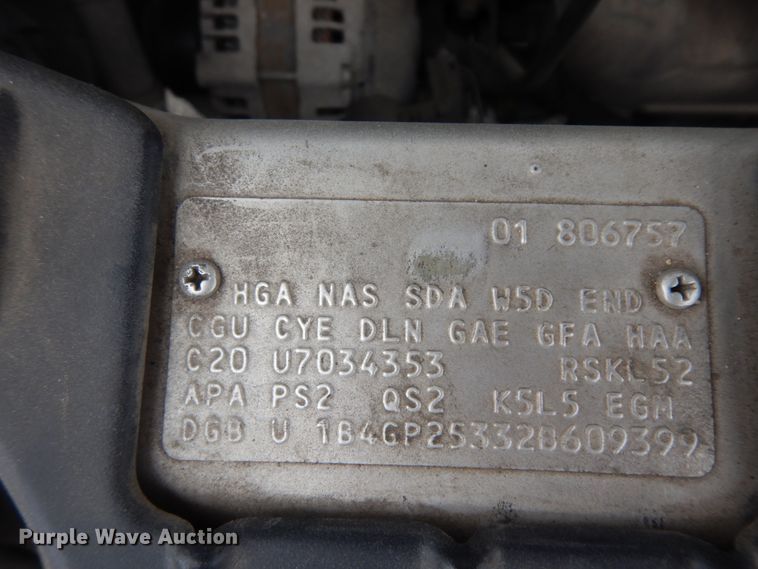 01 806757
HGA NAS SDA W5D END
CGU CYE DLN GAE GFA HAA
C20 U7034353 RSKL52
APA PS2 QS2 K5L5 EGM
DGB U 1B4GP25332B609399
Purple Wave Auction